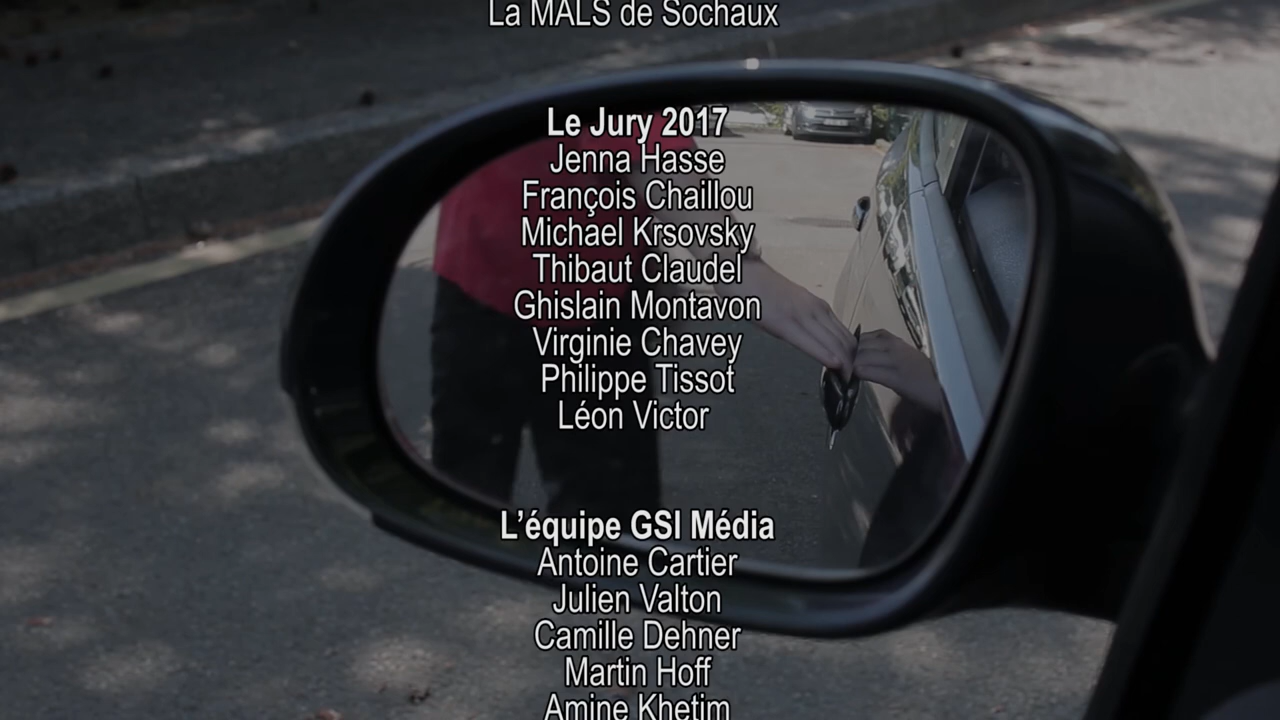 La MALS de Sochaux
Le Jury 2017
Jenna Hasse
François Chaillou
Michael Krsovsky
Thibaut Claudel
Ghislain Montavon
Virginie Chavey
Philippe Tissot
Léon Victor
L’équipe GSI Média
Antoine Cartier
Julien Valton
Camille Dehner
Martin Hoff
Amine Khetim